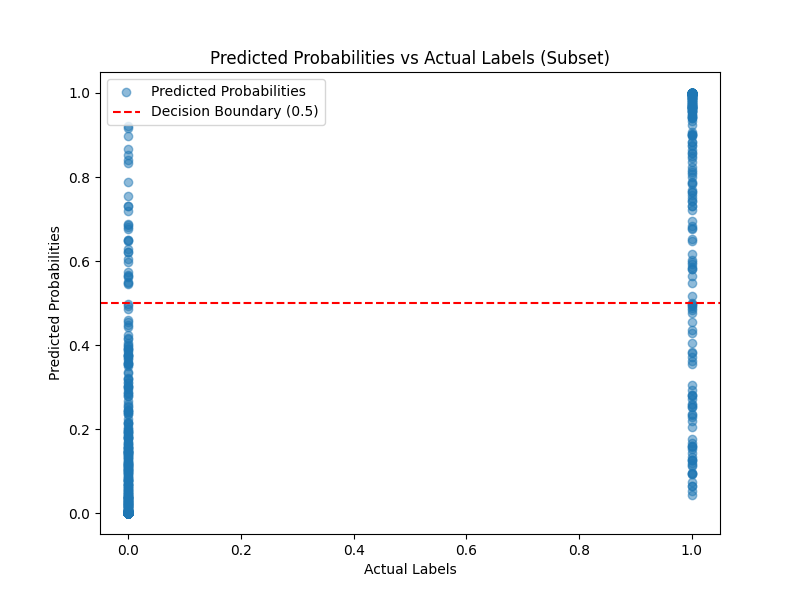 Predicted Probabilities vs Actual Labels (Subset)
Predicted Probabilities
Decision Boundary (0.5)
1.0
0.8
0.6
0.4
0.2
0.0
Predicted Probabilities
0.0 0.2 0.4 0.6 0.8 1.0
Actual Labels